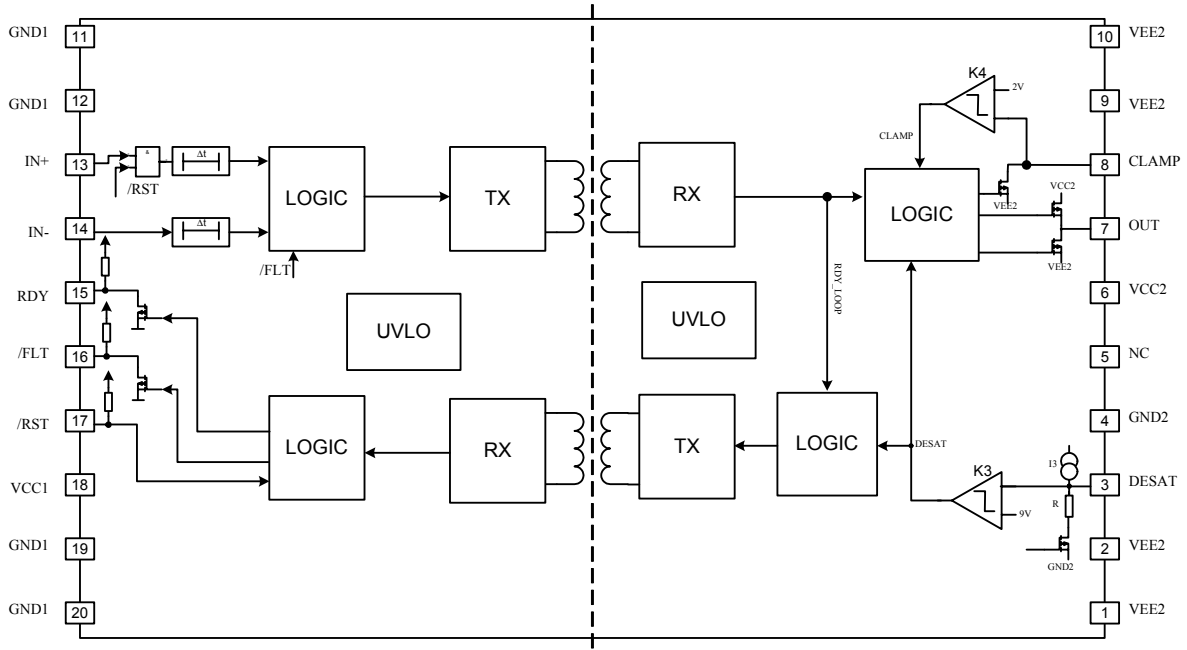 GND1
11
10
VEE2
K4
2V
GND1
12
9
VEE2
CLAMP
IN+
13
&
Δt
/RST
LOGIC
TX
RX
LOGIC
8
CLAMP
VEE2
VCC2
IN-
14
Δt
/FLT
7
OUT
VEE2
RDY
15
UVLO
UVLO
RDY_LOOP
6
VCC2
/FLT
16
5
NC
/RST
17
LOGIC
RX
TX
LOGIC
DESAT
4
GND2
VCC1
18
K3
I3
3
DESAT
R
9V
GND1
19
2
VEE2
GND2
GND1
20
1
VEE2